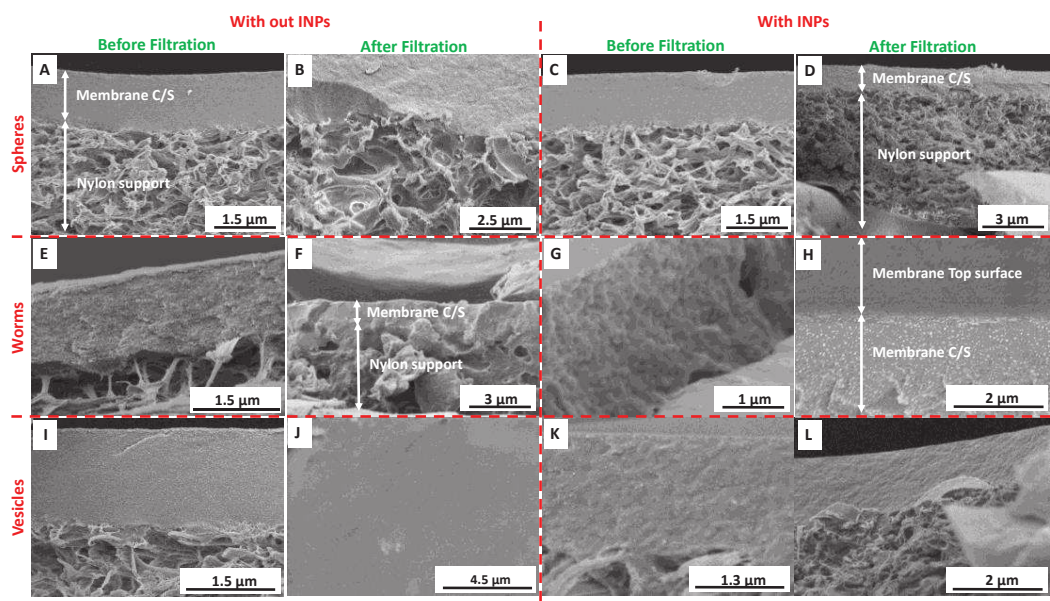 With out INPs
With INPs
Before Filtration
After Filtration
Before Filtration
After Filtration
Spheres
A
Membrane C/S
Nylon support
1.5 µm
B
2.5 µm
C
1.5 µm
D
Membrane C/S
Nylon support
3 µm
Worms
E
1.5 µm
F
Membrane C/S
Nylon support
3 µm
G
1 µm
H
Membrane Top surface
Membrane C/S
2 µm
Vesicles
I
1.5 µm
J
4.5 µm
K
1.3 µm
L
2 µm